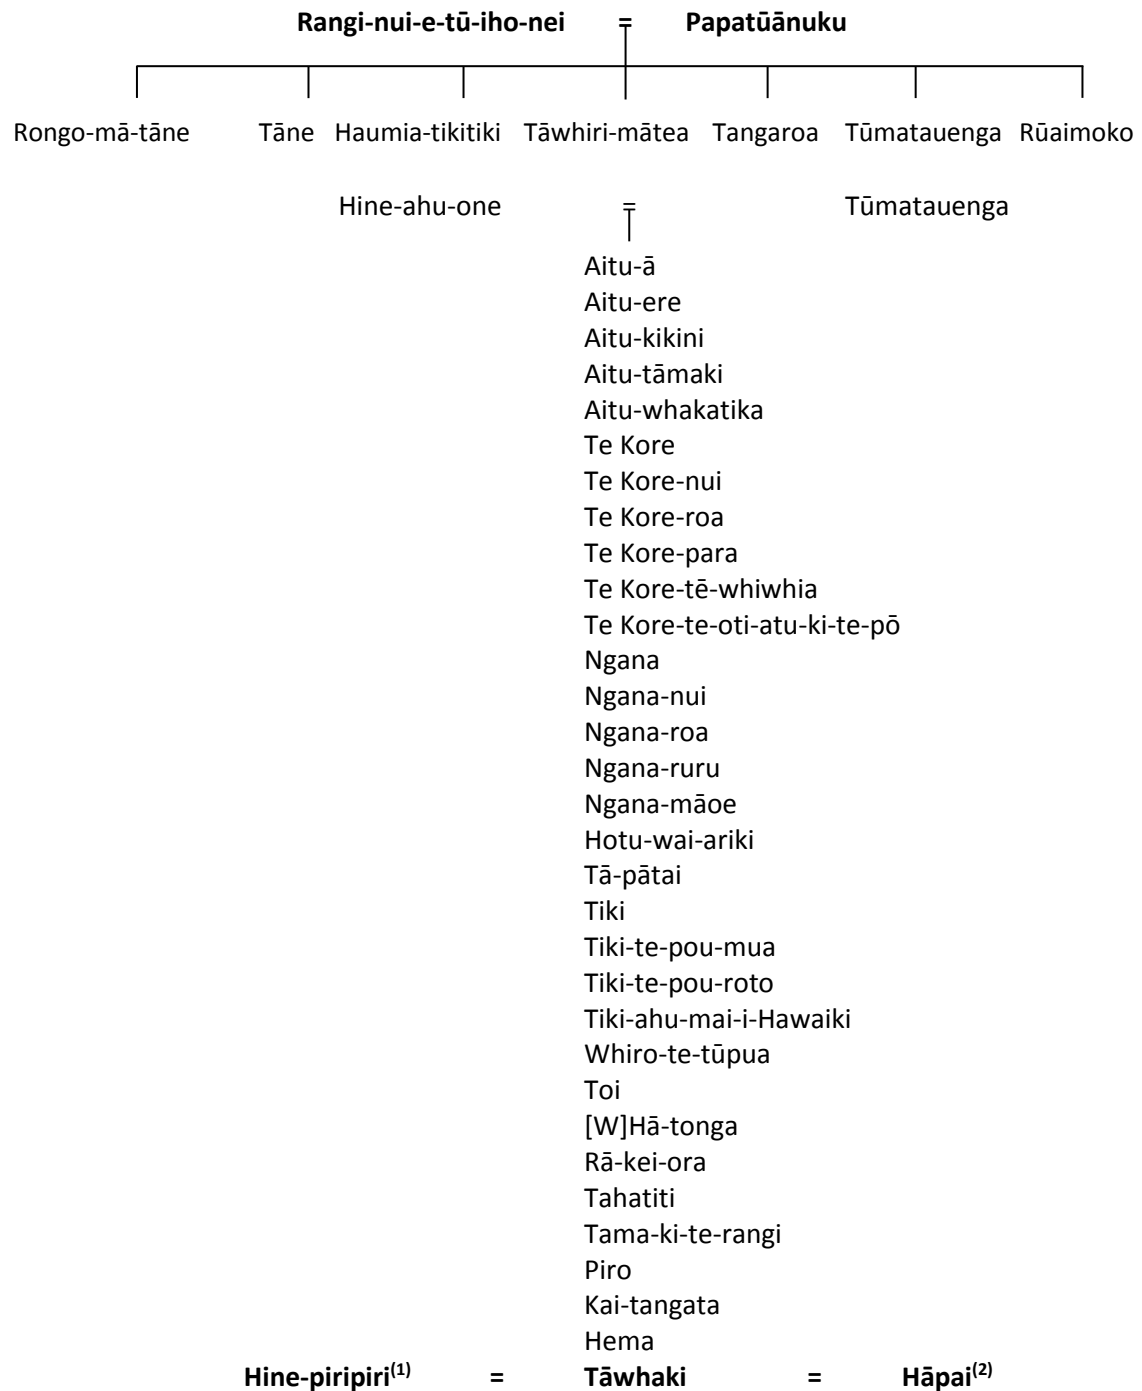 Rangi-nui-e-tū-iho-nei = Papatūānuku
Rongo-mā-tāne Tāne Haumia-tikitiki Tāwhiri-mātea Tangaroa Tūmatauenga Rūaimoko
Hine-ahu-one = Tūmatauenga
Aitu-ā
Aitu-ere
Aitu-kikini
Aitu-tāmaki
Aitu-whakatika
Te Kore
Te Kore-nui
Te Kore-roa
Te Kore-para
Te Kore-tē-whiwhia
Te Kore-te-oti-atu-ki-te-pō
Ngana
Ngana-nui
Ngana-roa
Ngana-ruru
Ngana-māoe
Hotu-wai-ariki
Tā-pātai
Tiki
Tiki-te-pou-mua
Tiki-te-pou-roto
Tiki-ahu-mai-i-Hawaiki
Whiro-te-tūpua
Toi
[W]Hā-tonga
Rā-kei-ora
Tahatiti
Tama-ki-te-rangi
Piro
Kai-tangata
Hema
Hine-piripiri(1) = Tāwhaki = Hāpai(2)